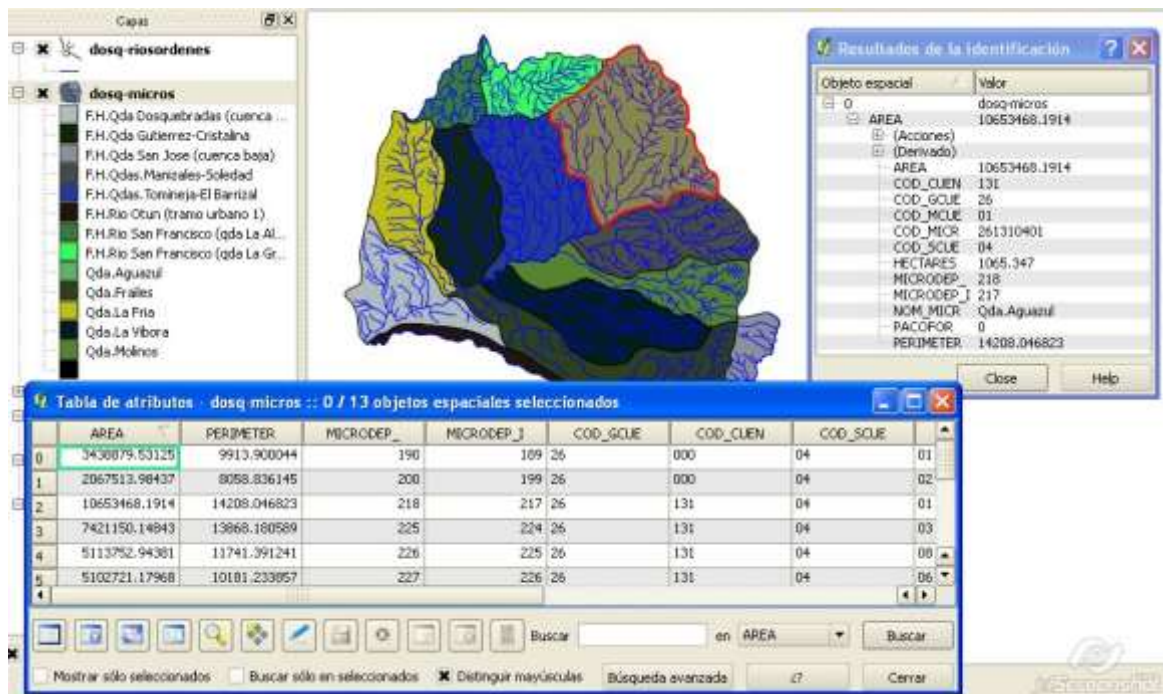 Capas
dosq-riosordenes
dosq-micros
F.H.Qda Dosquebradas (cuenca ...
F.H.Qda Gutierrez-Cristalina
F.H.Qda San Jose (cuenca baja)
F.H.Qdas.Manizales-Soledad
F.H.Qdas.Tomineja-El Barrizal
F.H.Rio Otun (tramo urbano 1)
F.H.Rio San Francisco (qda La Al...
F.H.Rio San Francisco (qda La Gr...
Qda.Aguazul
Qda.Frailes
Qda.La Fria
Qda.La Vibora
Qda.Molinos
Resultados de la identificación
Objeto espacial Valor
0 dosq-micros
AREA 10653468.1914
(Acciones)
(Derivado)
AREA 10653468.1914
COD_CUEN 131
COD_GCUE 26
COD_MCUE 01
COD_MICR 261310401
COD_SCUE 04
HECTARES 1065.347
MICRODEP_ 218
MICRODEP_I 217
NOM_MICR Qda.Aguazul
PACOFOR 0
PERIMETER 14208.046823
Close Help
Tabla de atributos - dosq-micros :: 0 / 13 objetos espaciales seleccionados
AREA PERIMETER MICRODEP_ MICRODEP_I COD_GCUE COD_CUEN COD_SCUE
0 3438879.53125 9913.900044 190 189 26 000 04 01
1 2067513.98437 8058.836145 200 199 26 000 04 02
2 10653468.1914 14208.046823 218 217 26 131 04 01
3 7421150.14843 13868.180589 225 224 26 131 04 03
4 5113752.94381 11741.391241 226 225 26 131 04 08
5 5102721.17968 10181.233857 227 226 26 131 04 06
Buscar en AREA Buscar
Mostrar sólo seleccionados Buscar sólo en seleccionados Distinguir mayúsculas Búsqueda avanzada ¿? Cerrar